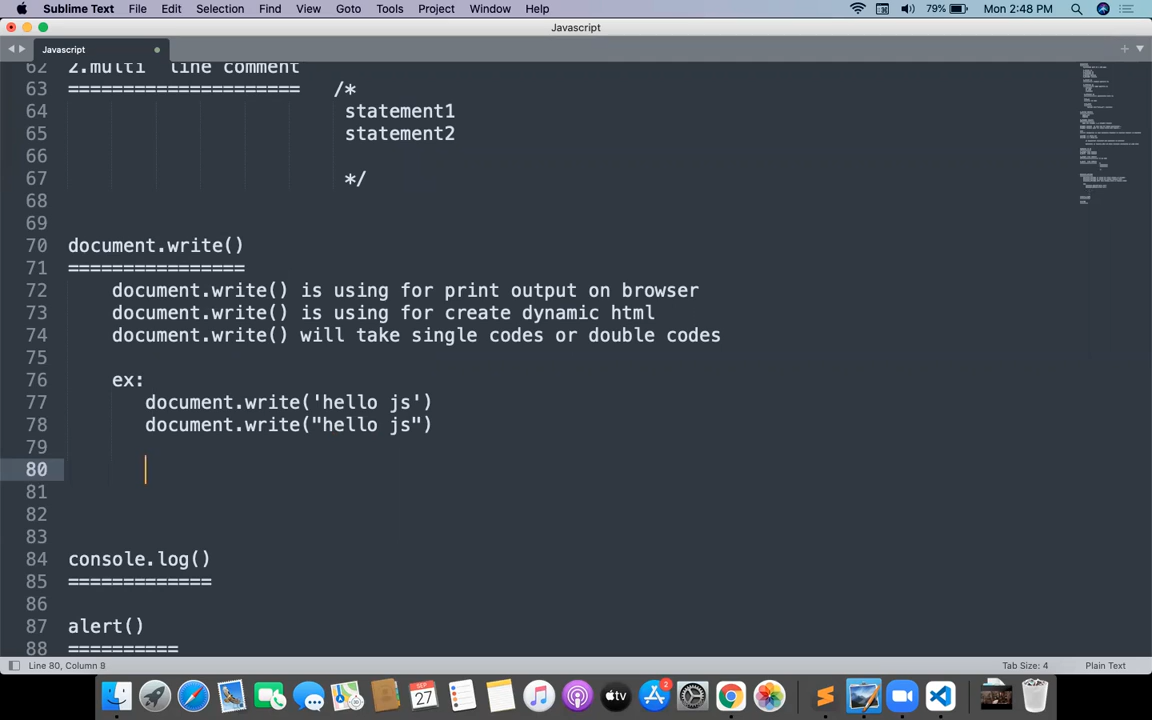 Sublime Text File Edit Selection Find View Goto Tools Project Window Help 79% Mon 2:48 PM
Javascript
Javascript
62 2.multi line comment
63 ===================== /*
64 statement1
65 statement2
66
67 */
68
69
70 document.write()
71 ================
72 document.write() is using for print output on browser
73 document.write() is using for create dynamic html
74 document.write() will take single codes or double codes
75
76 ex:
77 document.write('hello js')
78 document.write("hello js")
79
80
81
82
83
84 console.log()
85 =============
86
87 alert()
88 ==========
Line 80, Column 8 Tab Size: 4 Plain Text
SEP
27
tv
2